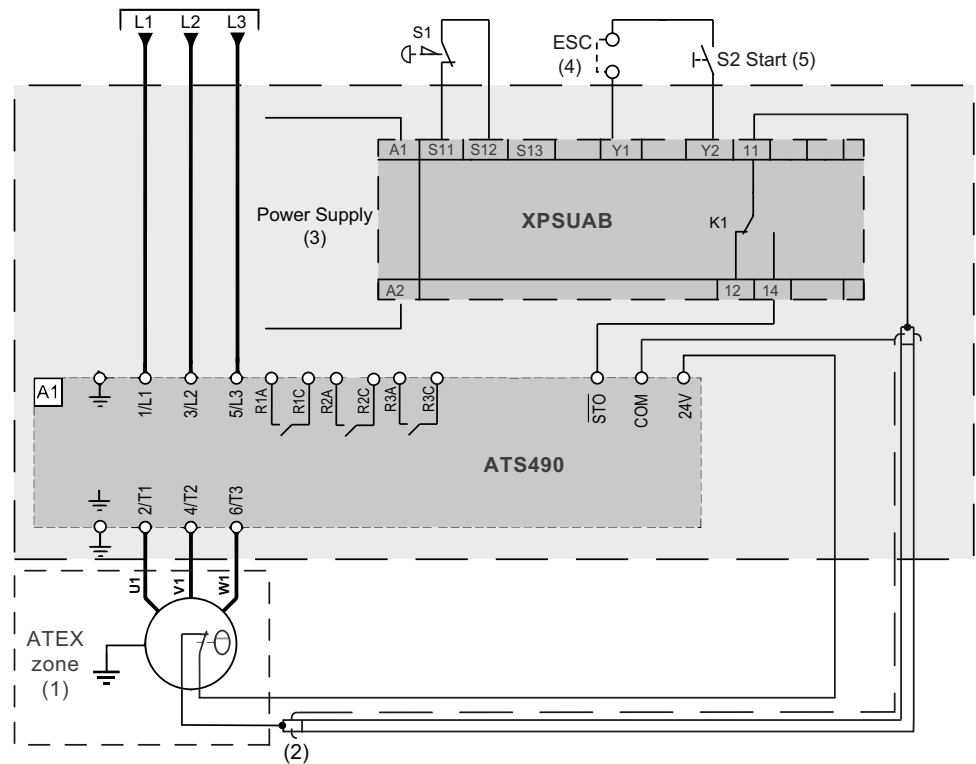 L1 L2 L3
S1
ESC
(4)
S2 Start (5)
A1 S11 S12 S13 Y1 Y2 11
XPSUAB
K1
Power Supply
(3)
A2 12 14
A1
1/L1 3/L2 5/L3 R1A R1C R2A R2C R3A R3C STO COM 24V
ATS490
2/T1 4/T2 6/T3
U1 V1 W1
ATEX
zone
(1)
(2)